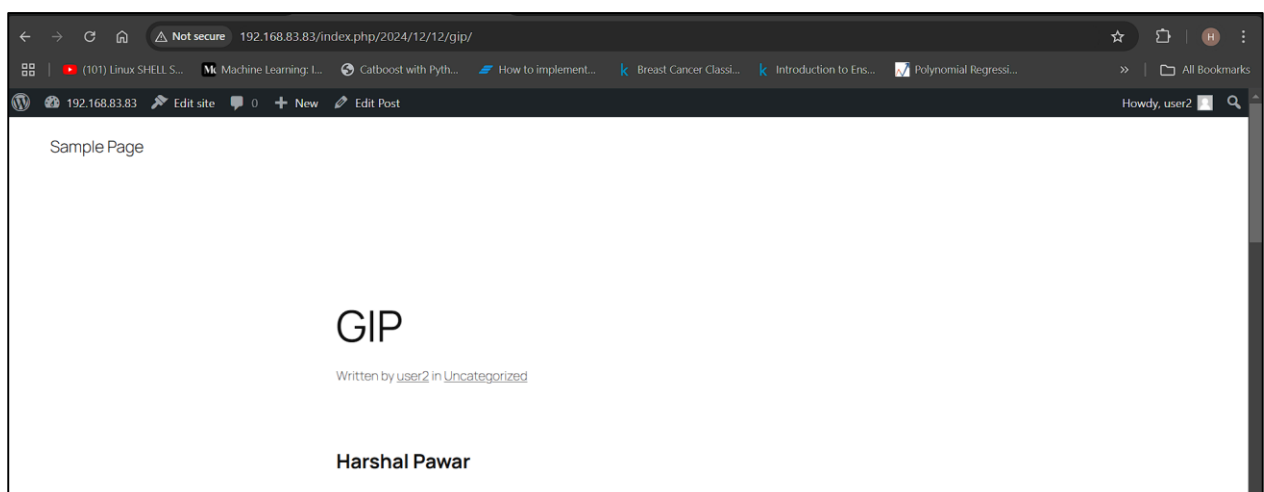 Not secure 192.168.83.83/index.php/2024/12/12/gip/ H
(101) Linux SHELL S... Machine Learning: I... Catboost with Pyth... How to implement... k Breast Cancer Classi... k Introduction to Ens... Polynomial Regressi... » All Bookmarks
192.168.83.83 Edit site 0 + New Edit Post Howdy, user2
Sample Page
GIP
Written by user2 in Uncategorized
Harshal Pawar